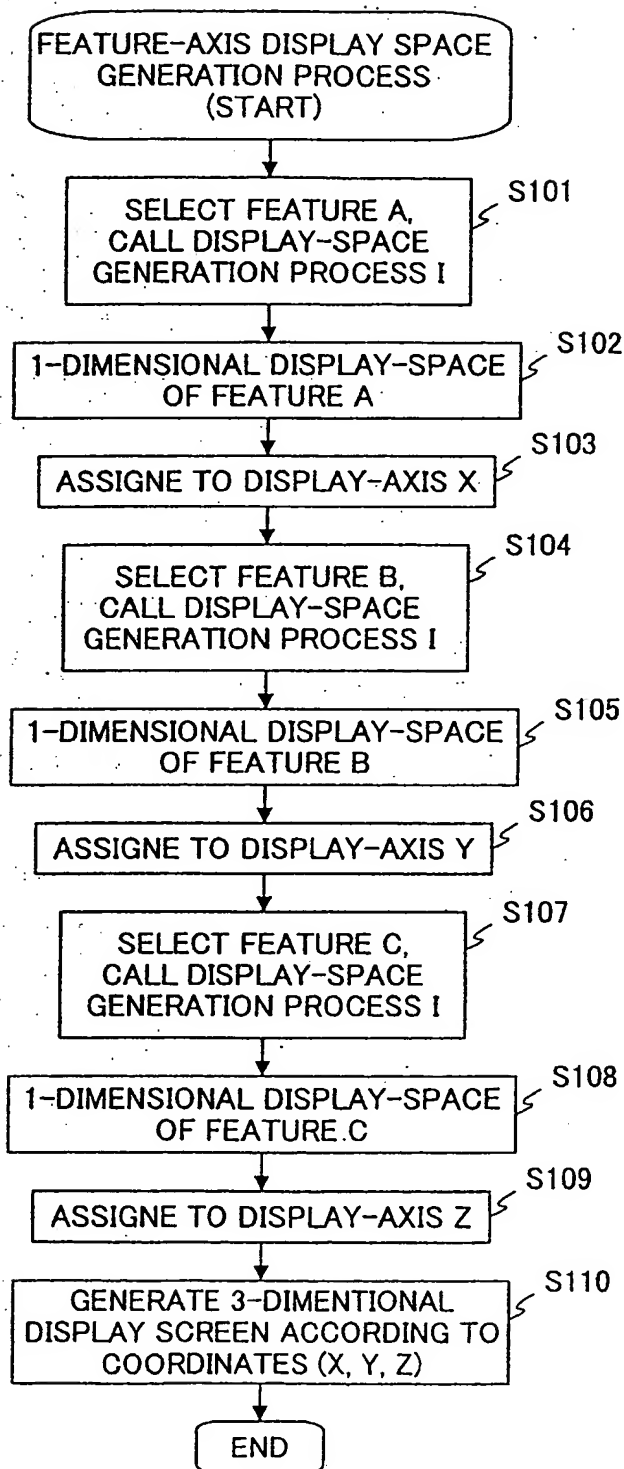 FEATURE-AXIS DISPLAY SPACE
GENERATION PROCESS
(START)
S101
SELECT FEATURE A,
CALL DISPLAY-SPACE
GENERATION PROCESS I
S102
1-DIMENSIONAL DISPLAY-SPACE
OF FEATURE A
S103
ASSIGNE TO DISPLAY-AXIS X
S104
SELECT FEATURE B,
CALL DISPLAY-SPACE
GENERATION PROCESS I
S105
1-DIMENSIONAL DISPLAY-SPACE
OF FEATURE B
S106
ASSIGNE TO DISPLAY-AXIS Y
S107
SELECT FEATURE C,
CALL DISPLAY-SPACE
GENERATION PROCESS I
S108
1-DIMENSIONAL DISPLAY-SPACE
OF FEATURE C
S109
ASSIGNE TO DISPLAY-AXIS Z
S110
GENERATE 3-DIMENTIONAL
DISPLAY SCREEN ACCORDING TO
COORDINATES (X, Y, Z)
END